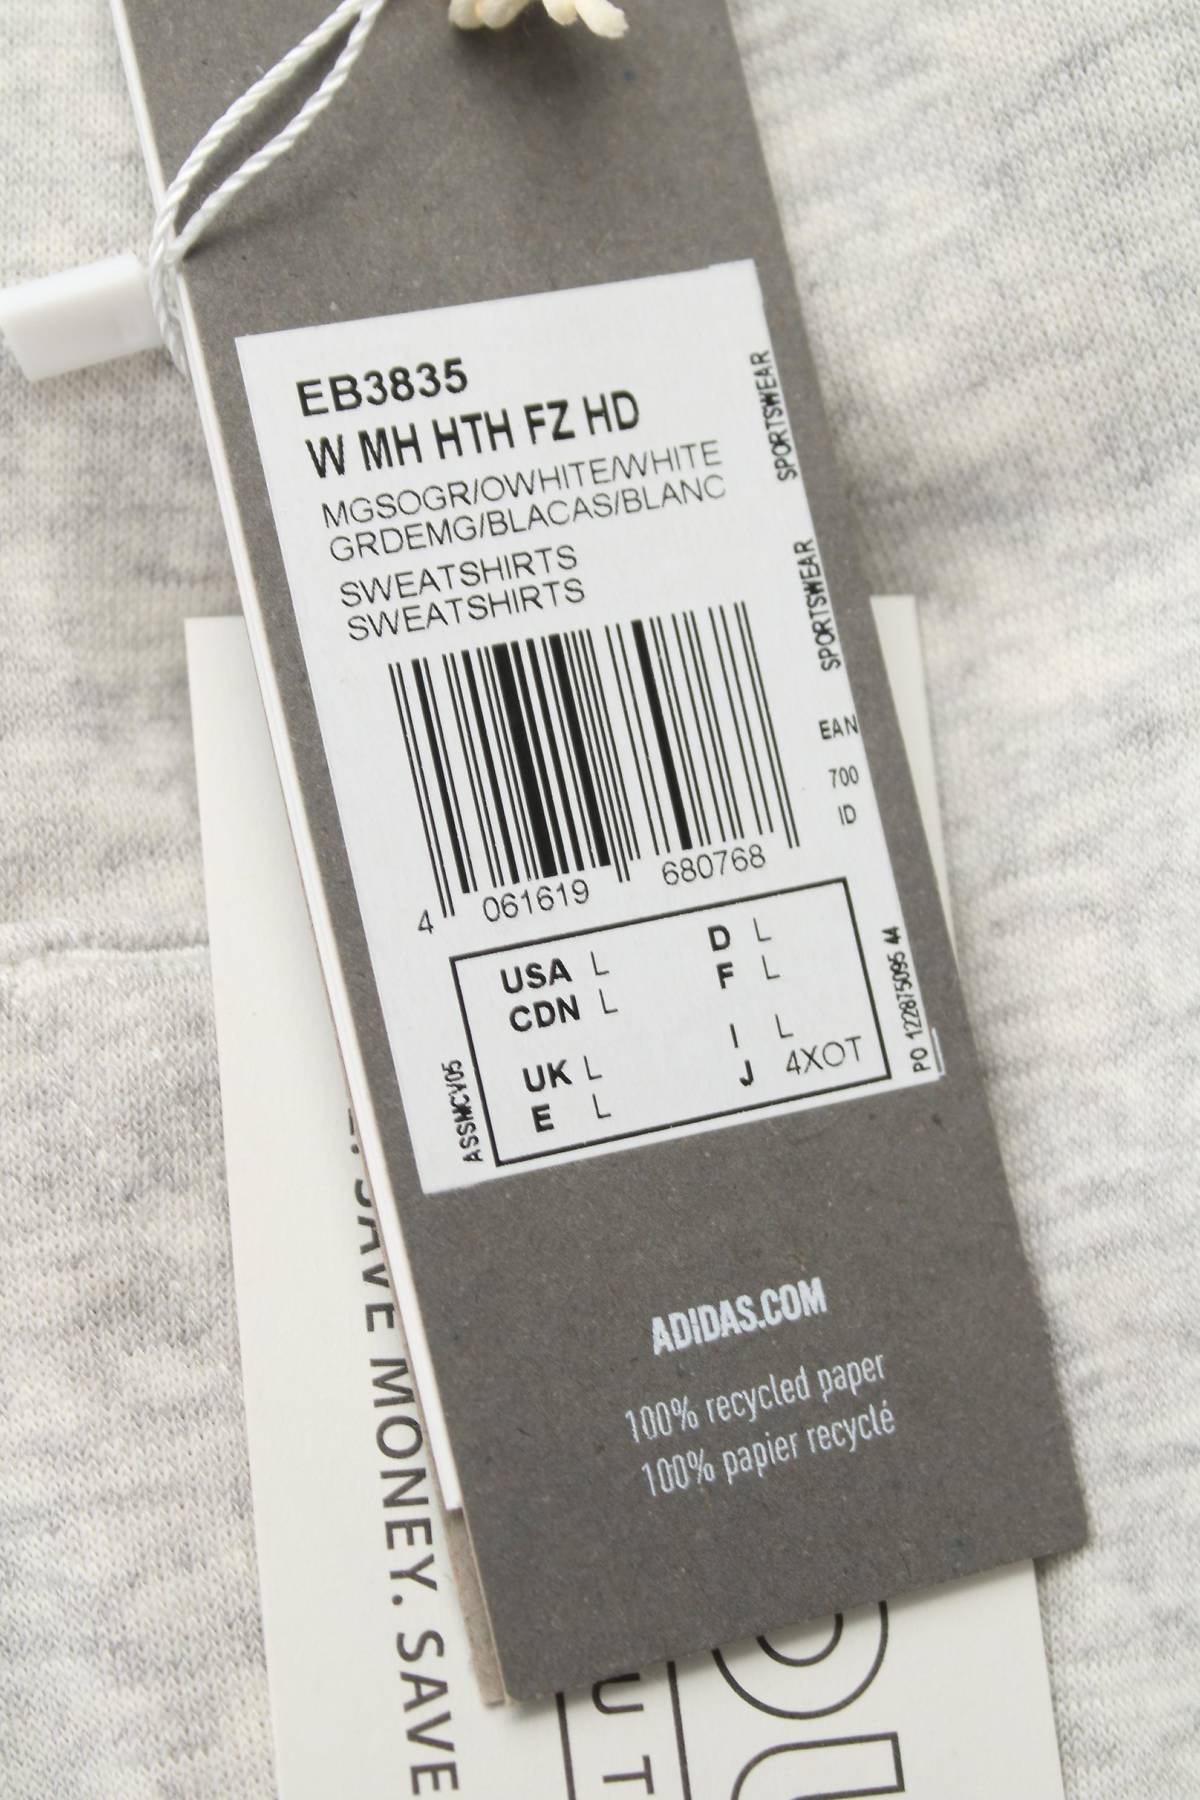 EB3835
W MH HTH FZ HD
MGSOGR/OWHITE/WHITE
GRDEMG/BLACAS/BLANC
SWEATSHIRTS
SWEATSHIRTS
SPORTSWEAR
SPORTSWEAR
EAN
700
ID
4 061619 680768
USA L
CDN L
UK L
E L
D L
F L
I L
J 4XOT
ASSMCV05
PO 122875095 44
ADIDAS.COM
100% recycled paper
100% papier recyclé
SAVE MONEY. SAVE
UT